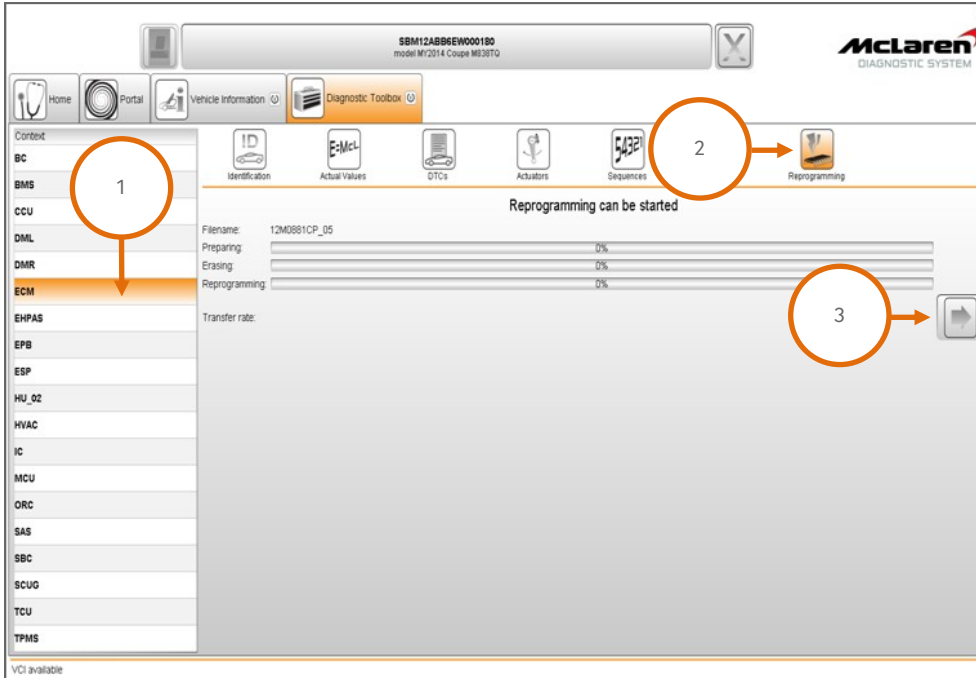 SBM12ABB6EW000180
model MY2014 Coupe M838TQ
McLaren
DIAGNOSTIC SYSTEM
Home
Portal
Vehicle Information
Diagnostic Toolbox
Context
BC
BMS
CCU
DML
DMR
ECM
EHPAS
EPB
ESP
HU_02
HVAC
IC
MCU
ORC
SAS
SBC
SCUG
TCU
TPMS
1
ID
Identification
E=McL
Actual Values
DTCs
Actuators
54321
Sequences
2
Reprogramming
Reprogramming can be started
Filename: 12M0881CP_05
Preparing: 0%
Erasing: 0%
Reprogramming: 0%
Transfer rate:
3
VCI available